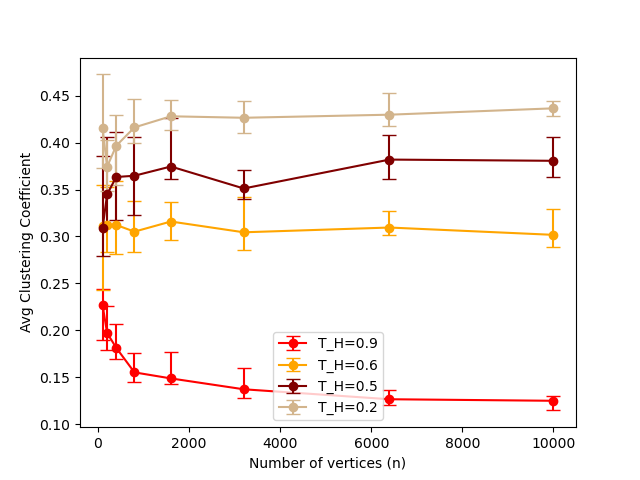 0.45
0.40
0.35
0.30
0.25
0.20
0.15
0.10
Avg Clustering Coefficient
T_H=0.9
T_H=0.6
T_H=0.5
T_H=0.2
0 2000 4000 6000 8000 10000
Number of vertices (n)